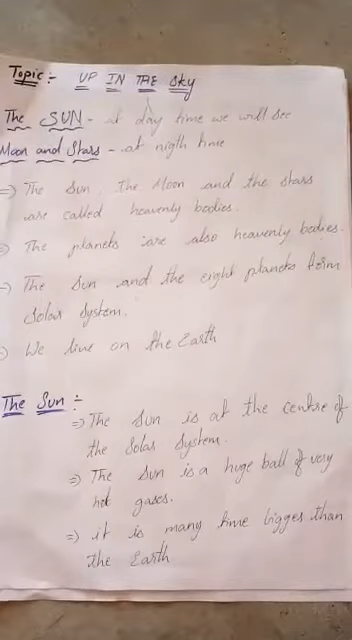 Topic:- UP IN THE SKy
The SUN - at day time we will see
Moon and Stars - at nigth time
=> The Sun, the Moon and the stars
are called heavenly bodies.
=> The planets are also heavenly bodies.
=> The Sun and the eight planets form
Solar System.
=> We live on the Earth
The Sun :-
=> The Sun is at the centre of
the Solar System.
=> The Sun is a huge ball of very
hot gases.
=> it is many time bigger than
the Earth